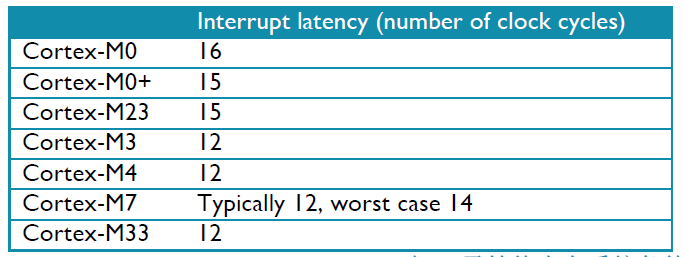 Interrupt latency (number of clock cycles)
Cortex-M0 16
Cortex-M0+ 15
Cortex-M23 15
Cortex-M3 12
Cortex-M4 12
Cortex-M7 Typically 12, worst case 14
Cortex-M33 12